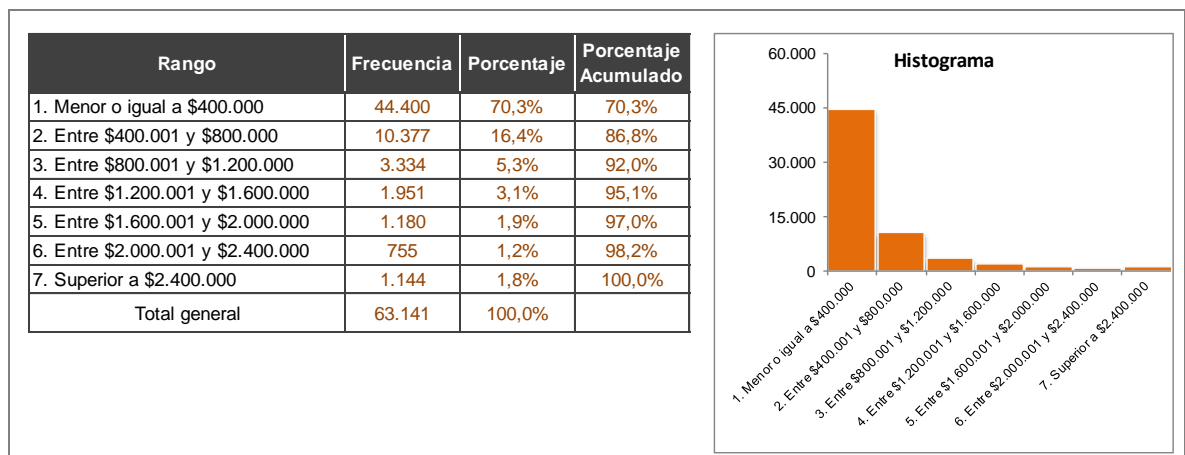 Rango Frecuencia Porcentaje Porcentaje Acumulado
1. Menor o igual a $400.000 44.400 70,3% 70,3%
2. Entre $400.001 y $800.000 10.377 16,4% 86,8%
3. Entre $800.001 y $1.200.000 3.334 5,3% 92,0%
4. Entre $1.200.001 y $1.600.000 1.951 3,1% 95,1%
5. Entre $1.600.001 y $2.000.000 1.180 1,9% 97,0%
6. Entre $2.000.001 y $2.400.000 755 1,2% 98,2%
7. Superior a $2.400.000 1.144 1,8% 100,0%
Total general 63.141 100,0%
Histograma
60.000
45.000
30.000
15.000
0
1. Menor o igual a $400.000
2. Entre $400.001 y $800.000
3. Entre $800.001 y $1.200.000
4. Entre $1.200.001 y $1.600.000
5. Entre $1.600.001 y $2.000.000
6. Entre $2.000.001 y $2.400.000
7. Superior a $2.400.000